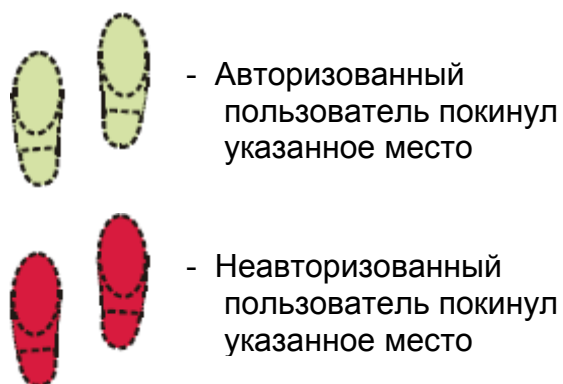 - Авторизованный
пользователь покинул
указанное место
- Неавторизованный
пользователь покинул
указанное место